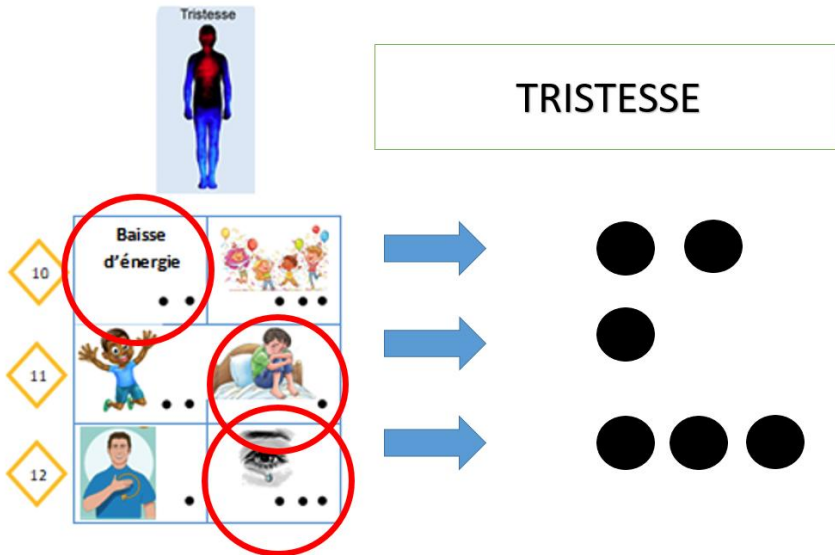 Tristesse
TRISTESSE
Baisse
d'énergie
10
11
12